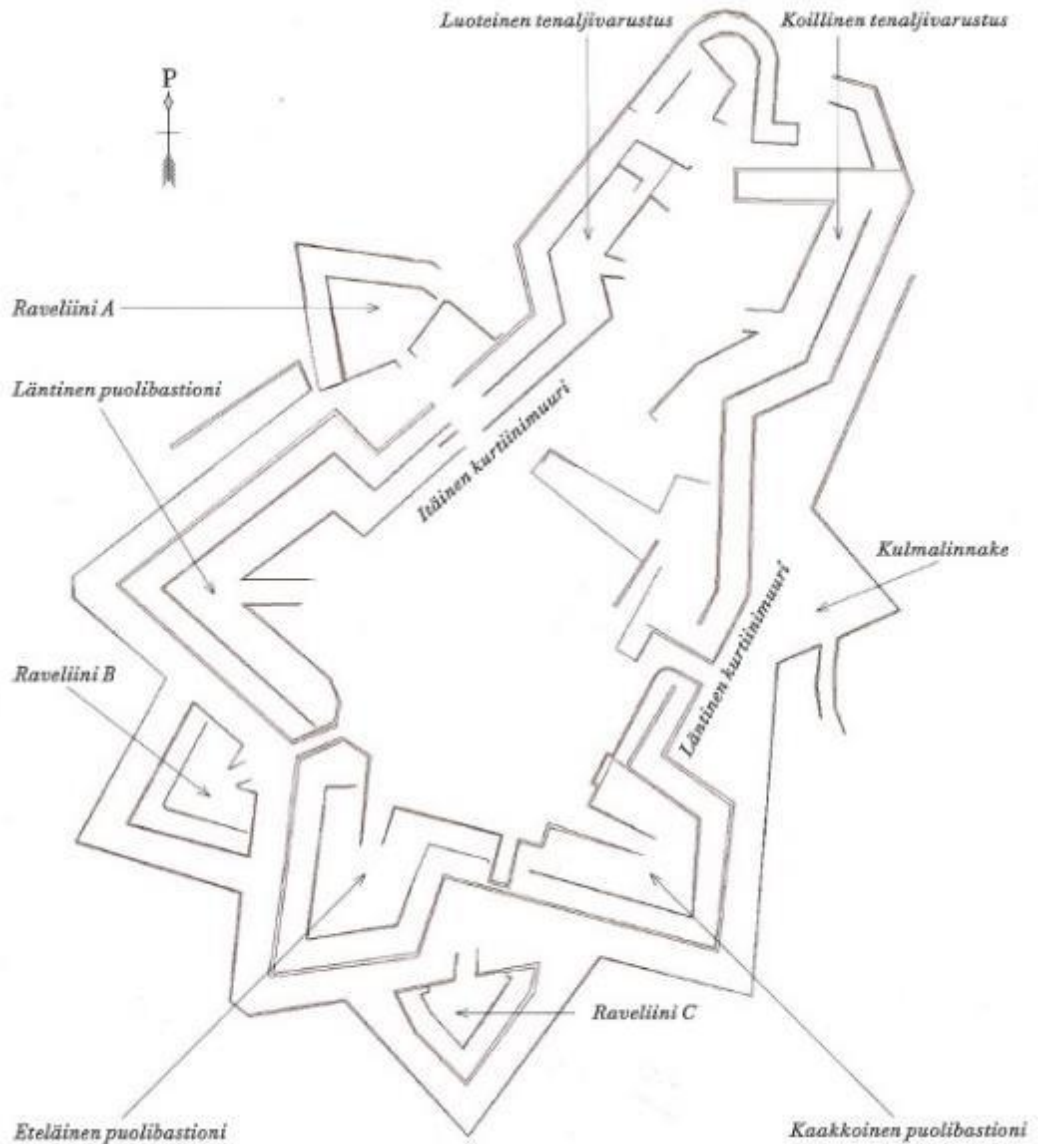 Luoteinen tenaljivarustus
Koillinen tenaljivarustus
P
Raveliini A
Läntinen puolibastioni
Itäinen kurtiinimuuri
Kulmalinnake
Läntinen kurtiinimuuri
Raveliini B
Raveliini C
Eteläinen puolibastioni
Kaakkoinen puolibastioni